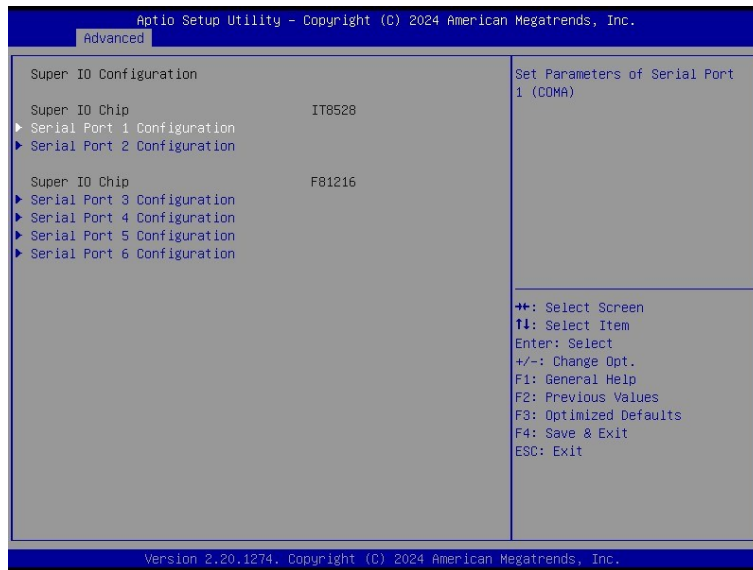 Aptio Setup Utility – Copyright (C) 2024 American Megatrends, Inc.
Advanced
Super IO Configuration
Super IO Chip IT8528
Serial Port 1 Configuration
Serial Port 2 Configuration
Super IO Chip F81216
Serial Port 3 Configuration
Serial Port 4 Configuration
Serial Port 5 Configuration
Serial Port 6 Configuration
Set Parameters of Serial Port
1 (COMA)
→←: Select Screen
↑↓: Select Item
Enter: Select
+/-: Change Opt.
F1: General Help
F2: Previous Values
F3: Optimized Defaults
F4: Save & Exit
ESC: Exit
Version 2.20.1274. Copyright (C) 2024 American Megatrends, Inc.